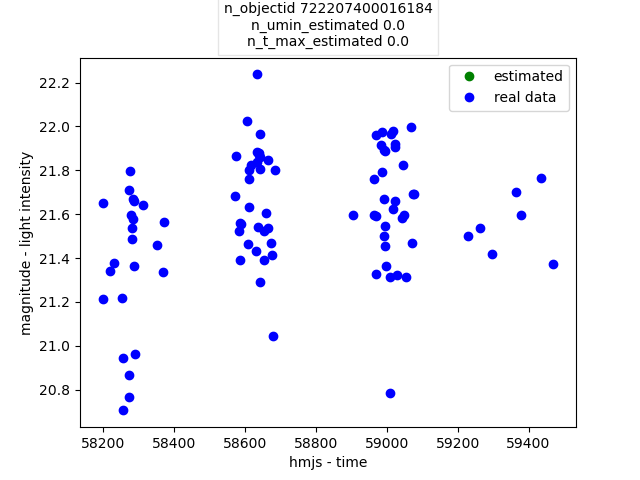 n_objectid 722207400016184
n_umin_estimated 0.0
n_t_max_estimated 0.0
estimated
real data
22.2
22.0
21.8
21.6
21.4
21.2
21.0
20.8
magnitude - light intensity
58200 58400 58600 58800 59000 59200 59400
hmjs - time